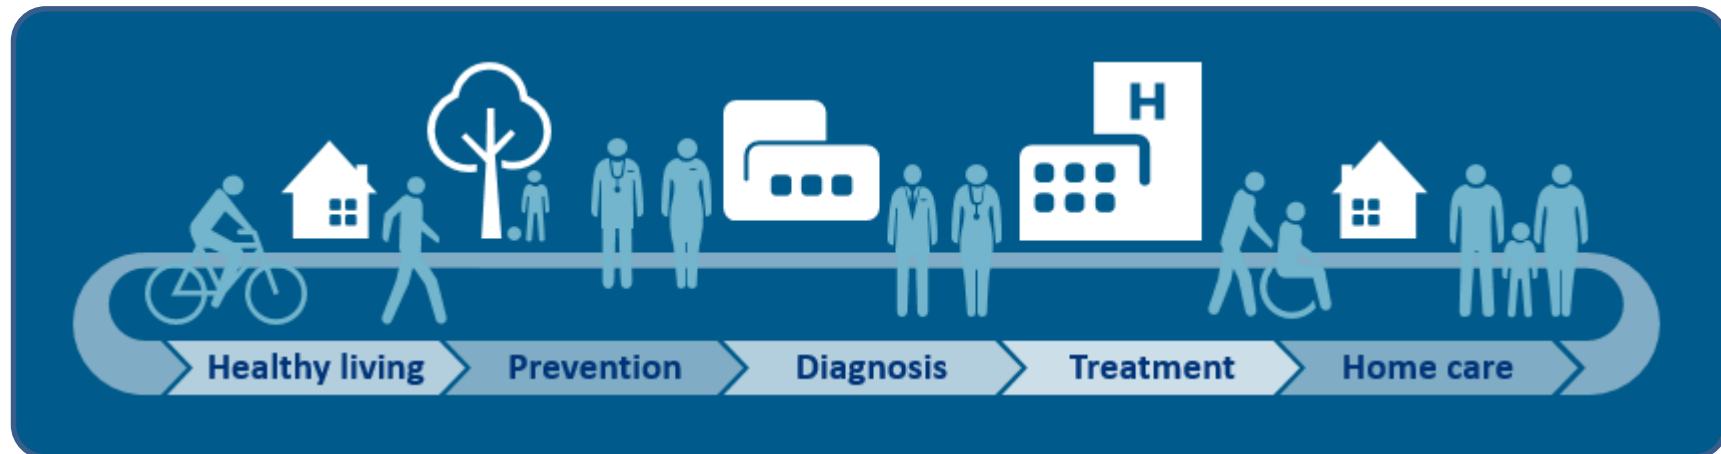 H
Healthy living
Prevention
Diagnosis
Treatment
Home care